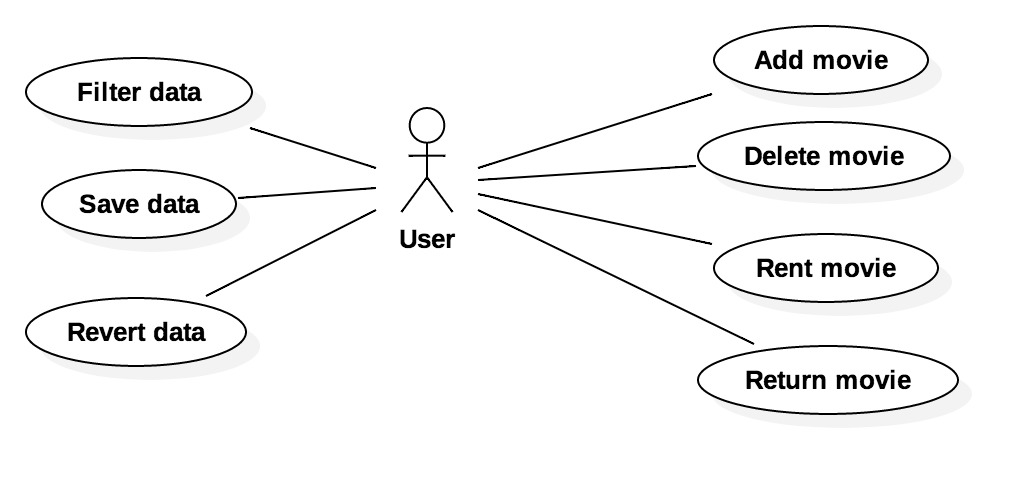 Filter data
Save data
Revert data
User
Add movie
Delete movie
Rent movie
Return movie